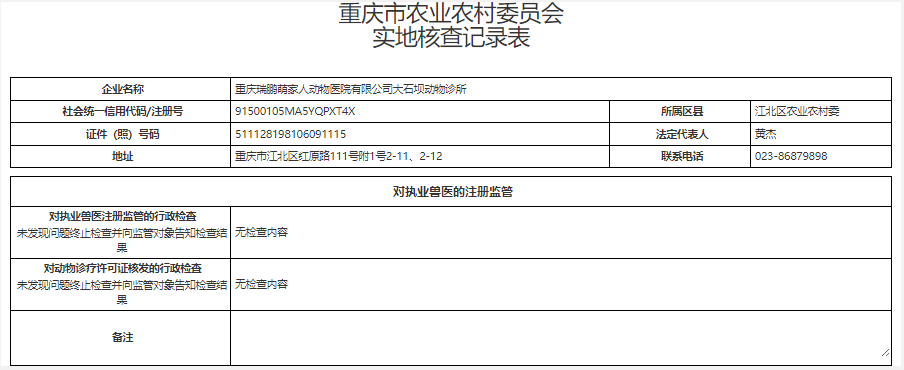 重庆市农业农村委员会
实地核查记录表
企业名称 重庆瑞鹏萌家人动物医院有限公司大石坝动物诊所
社会统一信用代码/注册号 91500105MA5YQPXT4X 所属区县 江北区农业农村委
证件（照）号码 511128198106091115 法定代表人 黄杰
地址 重庆市江北区红原路111号附1号2-11、2-12 联系电话 023-86879898
对执业兽医的注册监管
对执业兽医注册监管的行政检查
未发现问题终止检查并向监管对象告知检查结
果
无检查内容
对动物诊疗许可证核发的行政检查
未发现问题终止检查并向监管对象告知检查结
果
无检查内容
备注